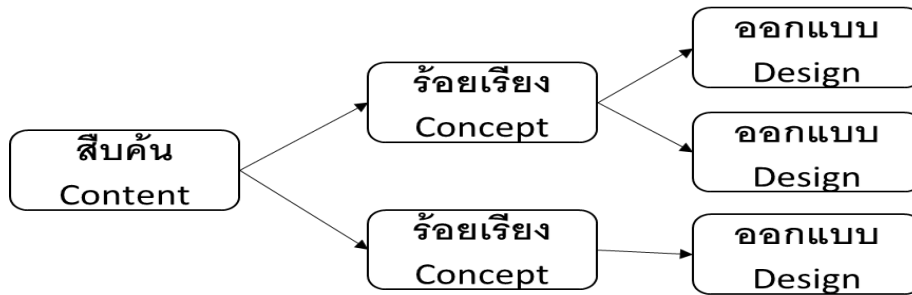 สืบค้น
Content
ร้อยเรียง
Concept
ร้อยเรียง
Concept
ออกแบบ
Design
ออกแบบ
Design
ออกแบบ
Design